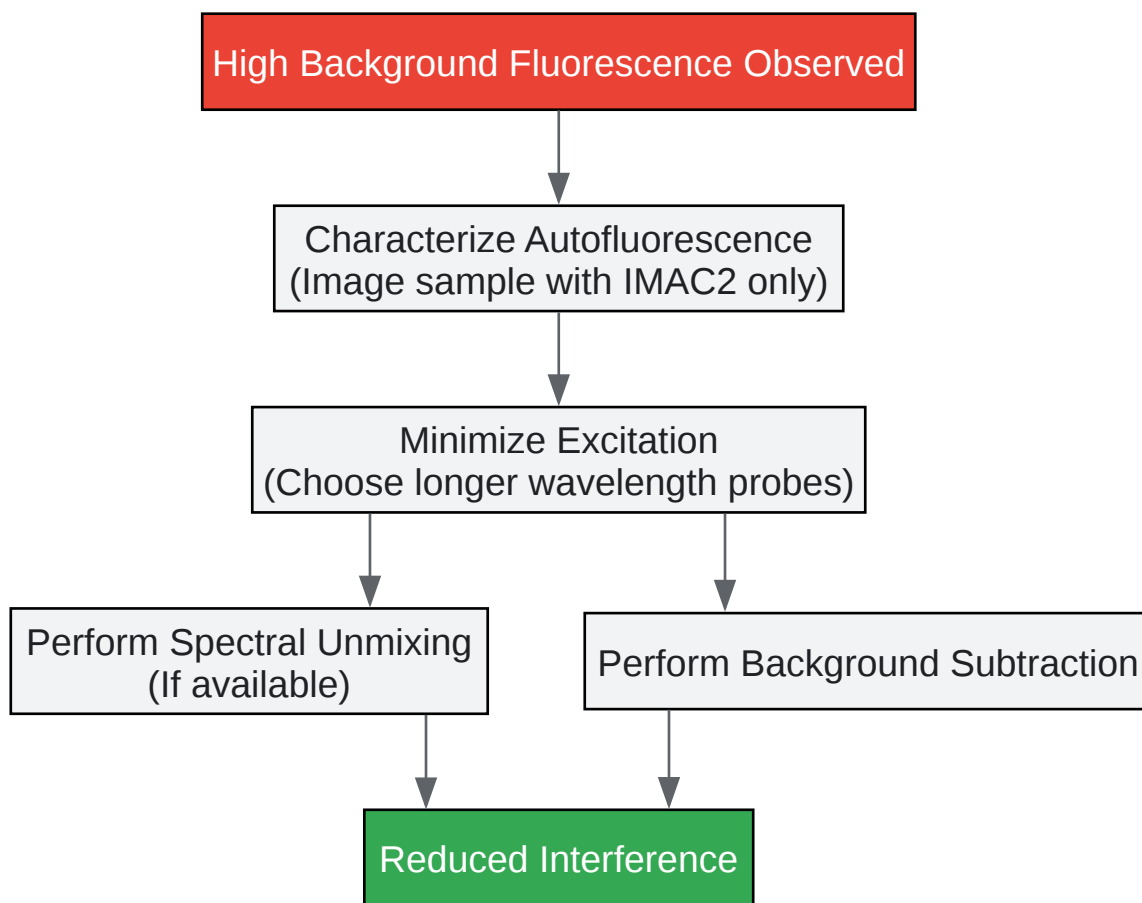 High Background Fluorescence Observed
Characterize Autofluorescence
(Image sample with IMAC2 only)
Minimize Excitation
(Choose longer wavelength probes)
Perform Spectral Unmixing
(If available)
Perform Background Subtraction
Reduced Interference